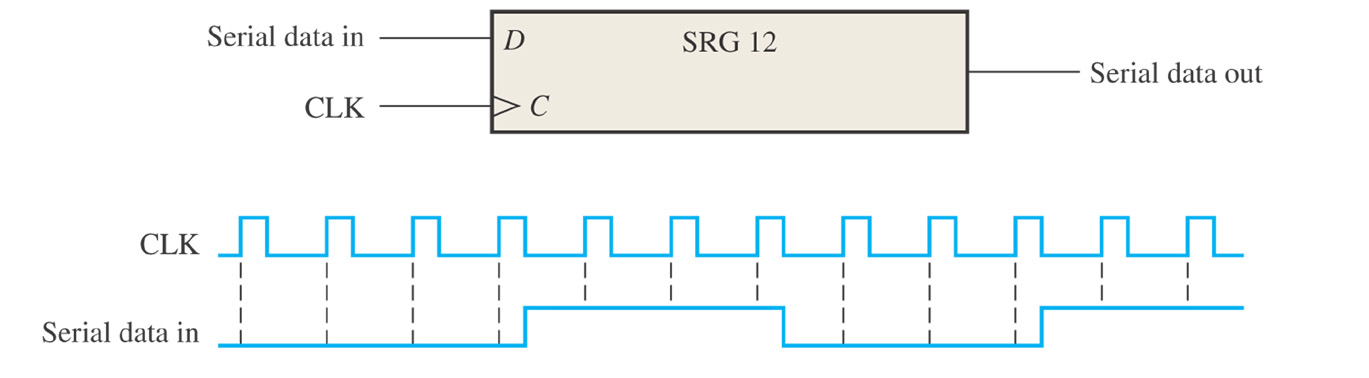 Serial data in
D
SRG 12
Serial data out
CLK
C
CLK
Serial data in